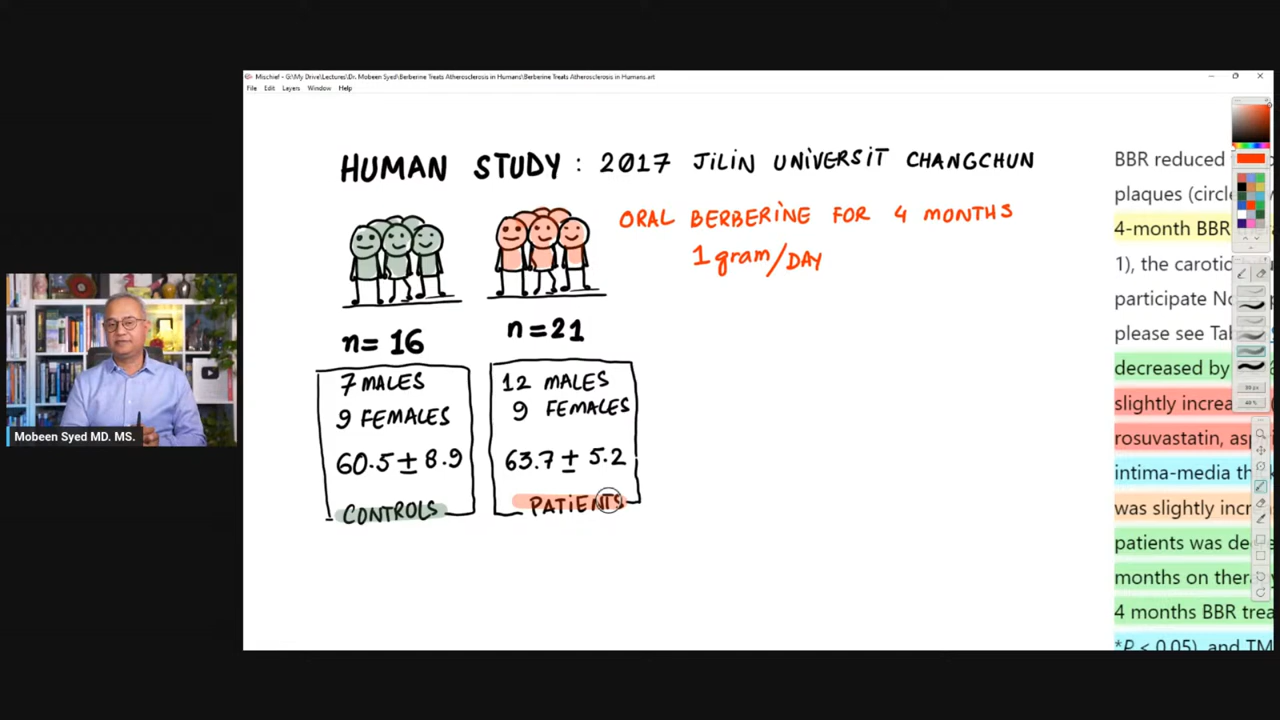 Mischief - G:\My Drive\Lectures\Dr. Mobeen Syed\Berberine Treats Atherosclerosis in Humans\Berberine Treats Atherosclerosis in Humans.art
File Edit Layers Window Help
HUMAN STUDY : 2017 JILIN UNIVERSIT CHANGCHUN
ORAL BERBERINE FOR 4 MONTHS
1 gram/DAY
n= 16
n=21
7 MALES
9 FEMALES
60.5 ± 8.9
CONTROLS
12 MALES
9 FEMALES
63.7 ± 5.2
PATIENTS
Mobeen Syed MD. MS.
BBR reduced
plaques (circle
4-month BBR
1), the carotic
participate No
please see Tab
decreased by
slightly increa
rosuvastatin, asp
intima-media th
was slightly incr
patients was de
months on thera
4 months BBR trea
*P < 0.05), and TM